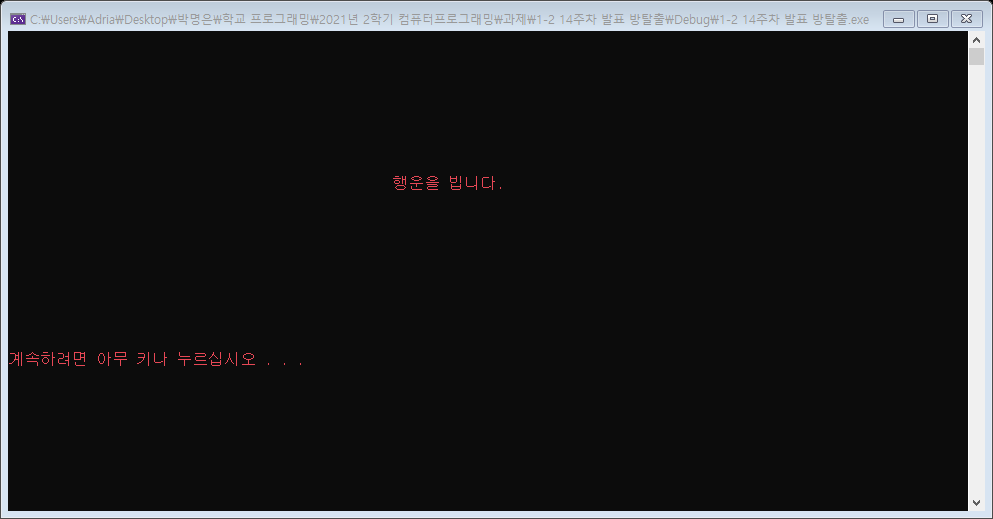 C:\Users\Adria\Desktop\박명은\학교 프로그래밍\2021년 2학기 컴퓨터프로그래밍\과제\1-2 14주차 발표 방탈출\Debug\1-2 14주차 발표 방탈출.exe
행운을 빕니다.
계속하려면 아무 키나 누르십시오 . . .